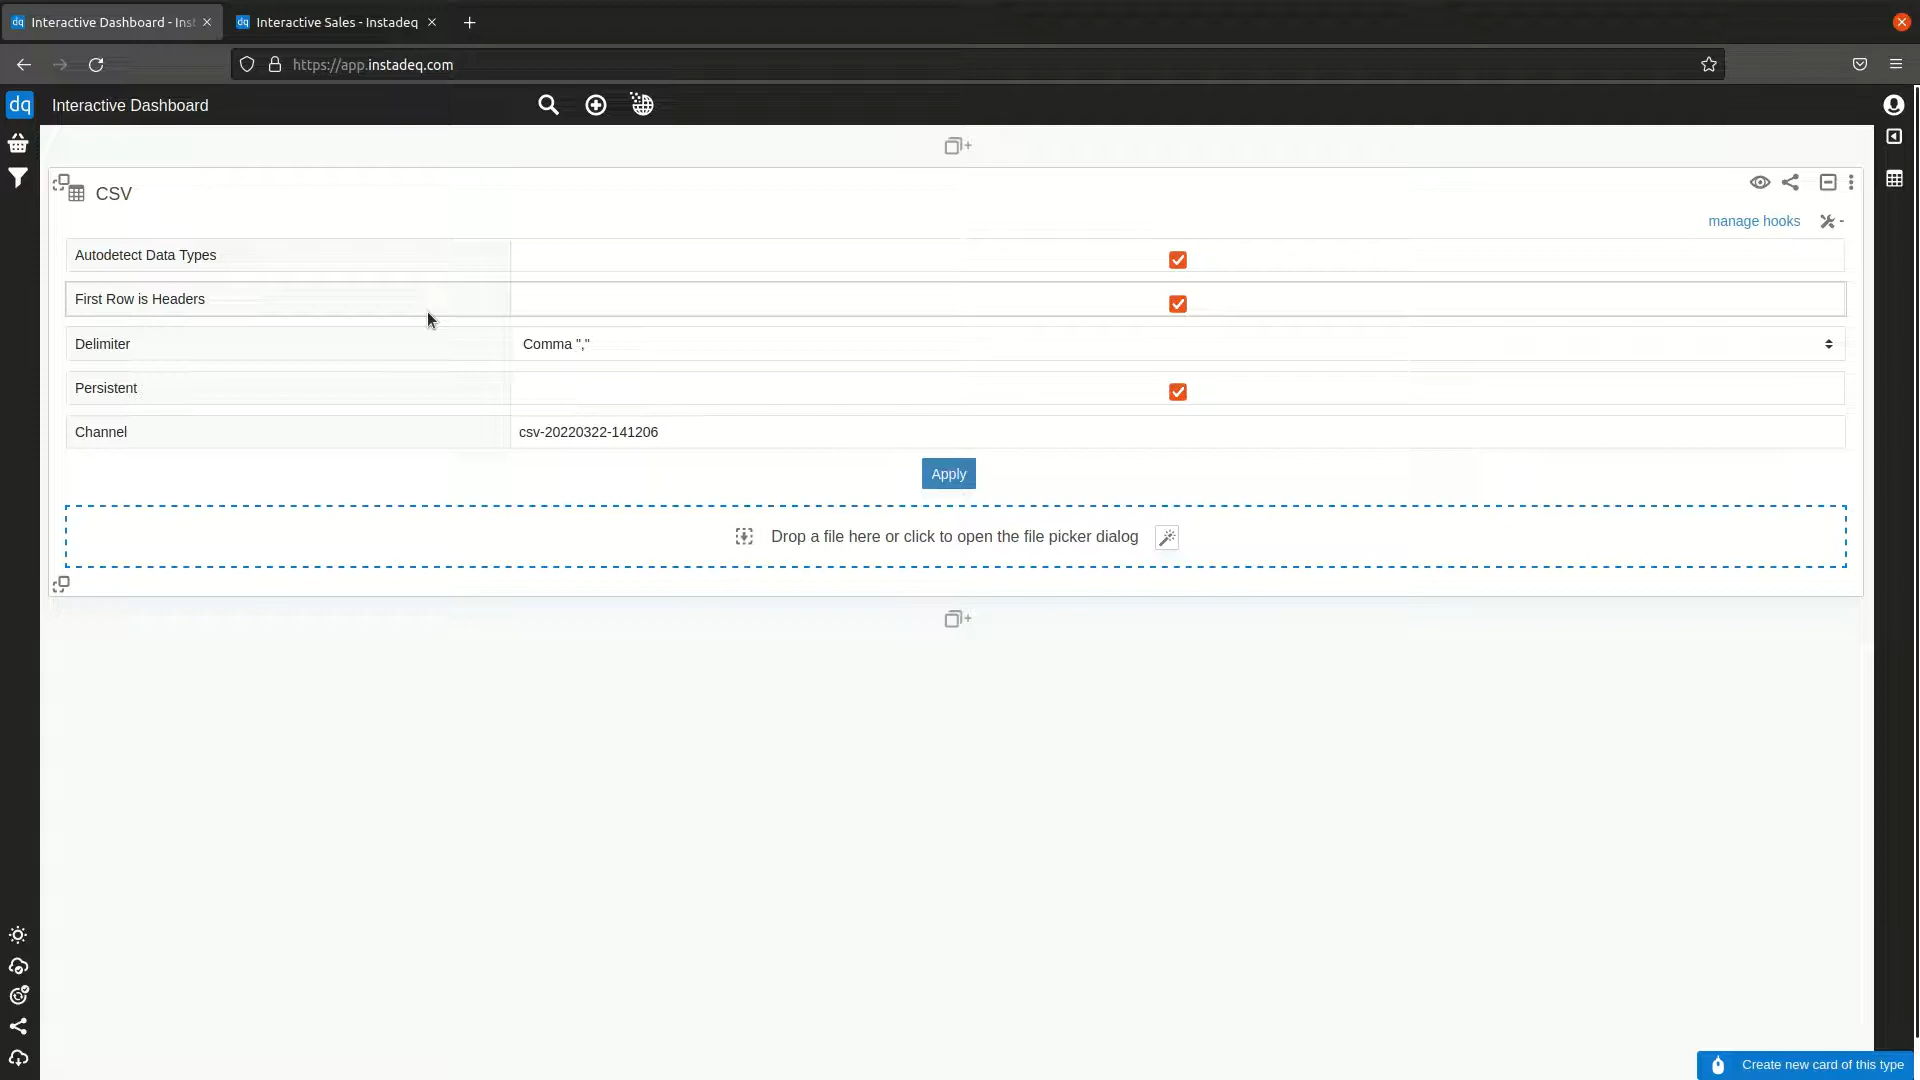 Interactive Dashboard - Inst
Interactive Sales - Instadeq
https://app.instadeq.com
dq Interactive Dashboard
CSV
manage hooks
Autodetect Data Types
First Row is Headers
Delimiter Comma ","
Persistent
Channel csv-20220322-141206
Apply
Drop a file here or click to open the file picker dialog
Create new card of this type